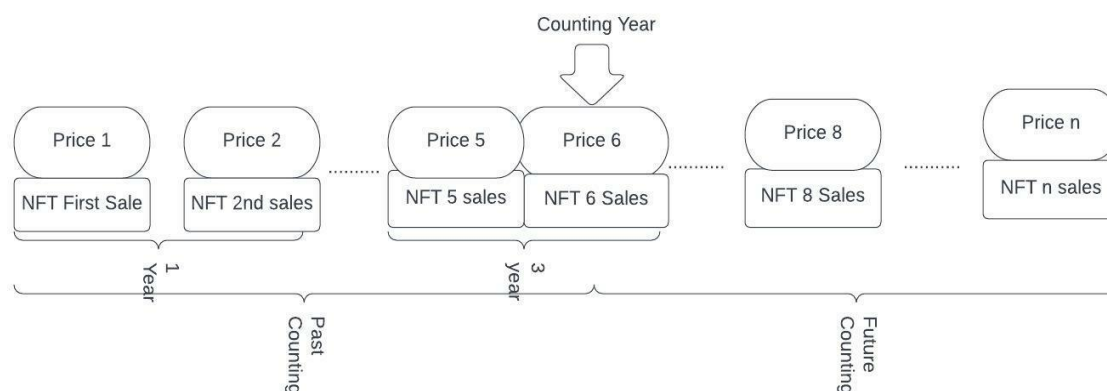 Counting Year
Price 1
Price 2
Price 5
Price 6
Price 8
Price n
NFT First Sale
NFT 2nd sales
NFT 5 sales
NFT 6 Sales
NFT 8 Sales
NFT n sales
1
Year
3
year
Past
Counting
Future
Counting